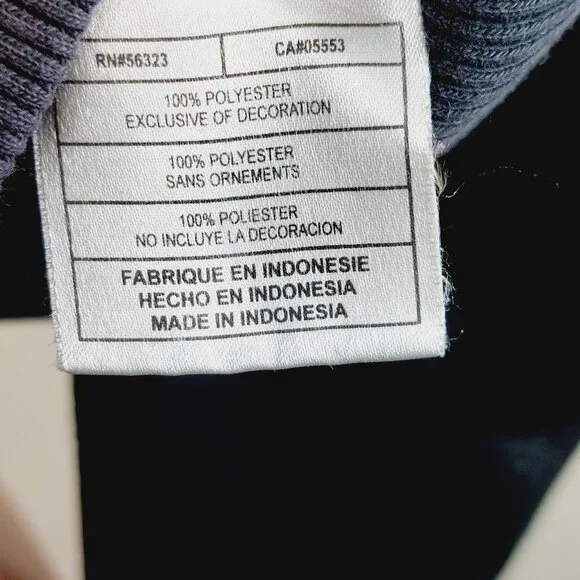 RN#56323 CA#05553
100% POLYESTER
EXCLUSIVE OF DECORATION
100% POLYESTER
SANS ORNEMENTS
100% POLIESTER
NO INCLUYE LA DECORACION
FABRIQUE EN INDONESIE
HECHO EN INDONESIA
MADE IN INDONESIA